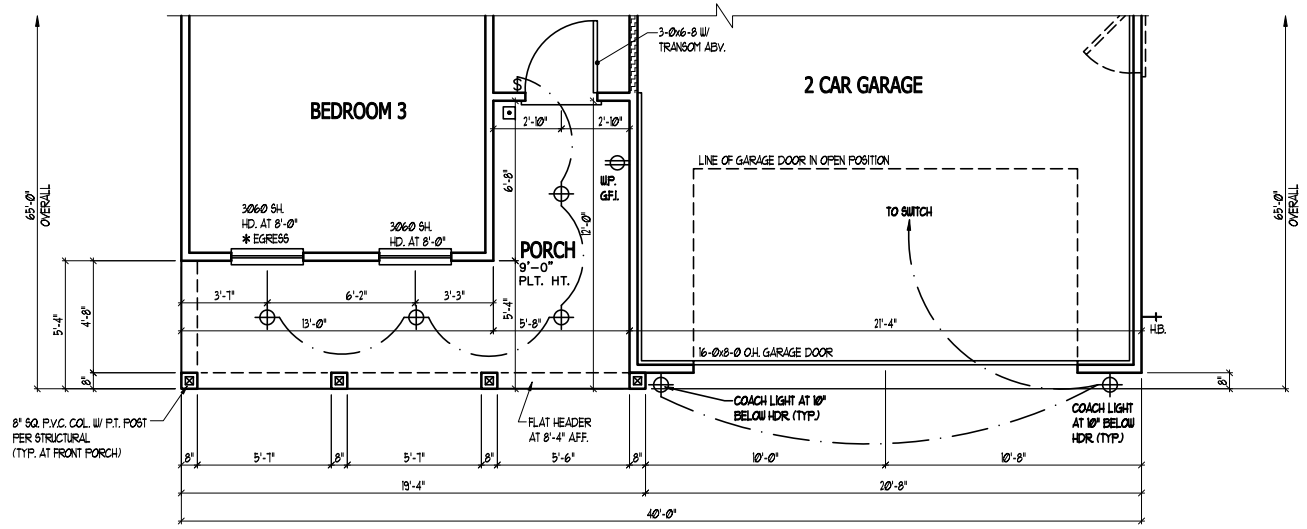 3-0x6-8 W/
TRANSOM ABV.
2 CAR GARAGE
BEDROOM 3
S
2'-10"
2'-10"
LINE OF GARAGE DOOR IN OPEN POSITION
6'-8"
W.P.
G.F.I.
65'-0"
OVERALL
65'-0"
OVERALL
3060 SH.
HD. AT 8'-0"
* EGRESS
3060 SH.
HD. AT 8'-0"
TO SWITCH
12'-0"
PORCH
9'-0"
PLT. HT.
3'-7"
6'-2"
3'-3"
5'-4"
4'-8"
5'-4"
13'-0"
5'-8"
21'-4"
H.B.
16-0x8-0 O.H. GARAGE DOOR
8"
8"
COACH LIGHT AT 10"
BELOW HDR. (TYP.)
COACH LIGHT
AT 10" BELOW
HDR. (TYP.)
8" SQ. P.V.C. COL. W/ P.T. POST
PER STRUCTURAL
(TYP. AT FRONT PORCH)
FLAT HEADER
AT 8'-4" AFF.
8"
5'-7"
8"
5'-7"
8"
5'-6"
8"
10'-0"
10'-8"
19'-4"
20'-8"
40'-0"